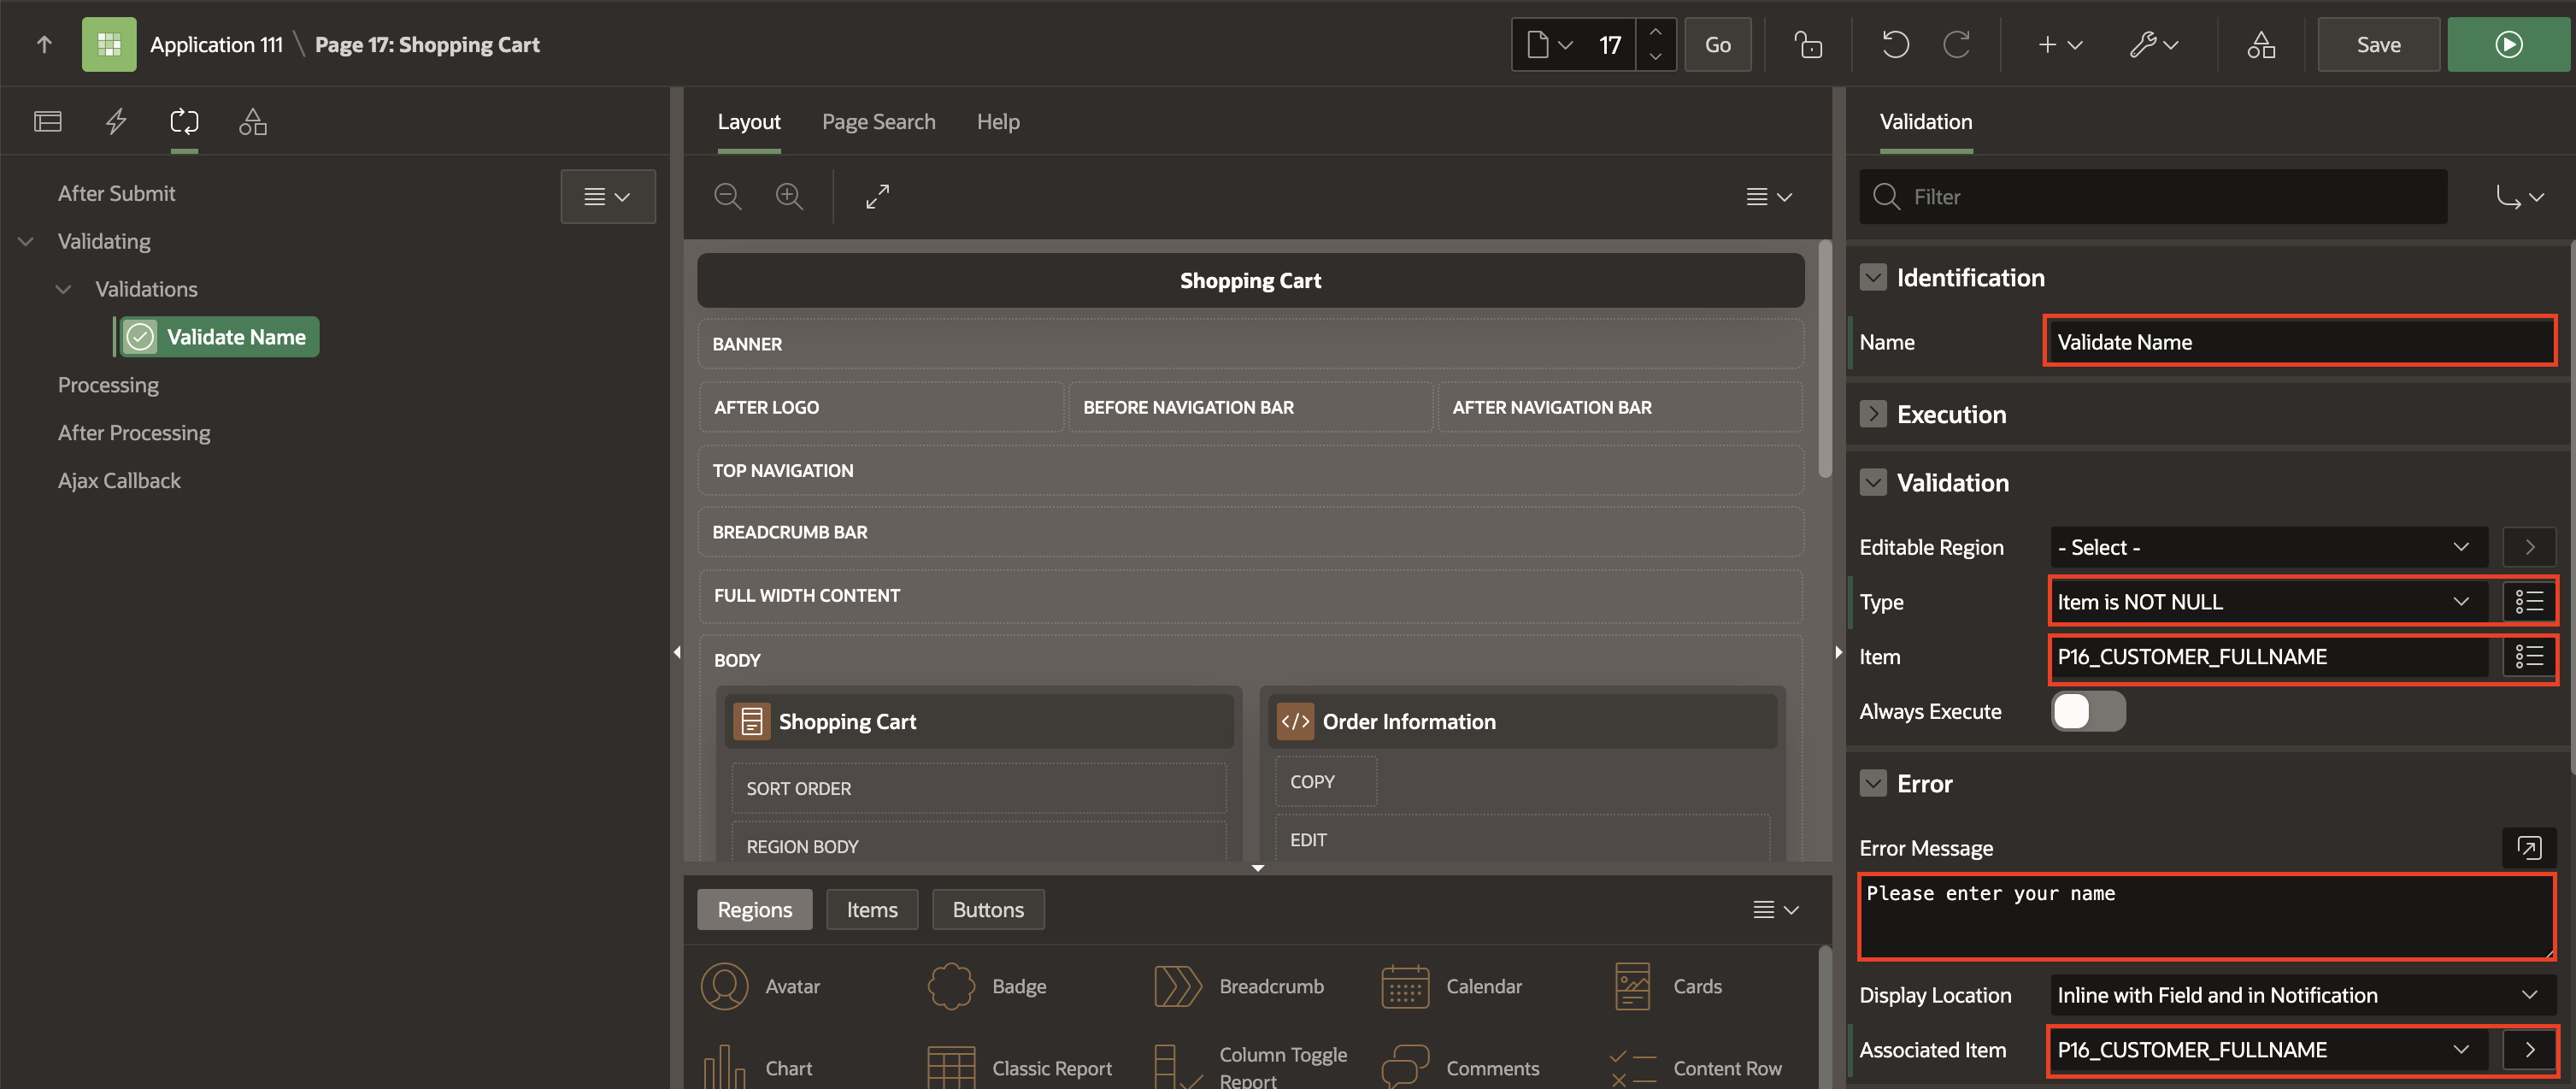 Application 111 \ Page 17: Shopping Cart
17
Go
Save
After Submit
Validating
Validations
Validate Name
Processing
After Processing
Ajax Callback
Layout
Page Search
Help
Shopping Cart
BANNER
AFTER LOGO
BEFORE NAVIGATION BAR
AFTER NAVIGATION BAR
TOP NAVIGATION
BREADCRUMB BAR
FULL WIDTH CONTENT
BODY
Shopping Cart
SORT ORDER
REGION BODY
</> Order Information
COPY
EDIT
Regions
Items
Buttons
Avatar
Badge
Breadcrumb
Calendar
Cards
Chart
Classic Report
Column Toggle
Report
Comments
Content Row
Validation
Filter
Identification
Name
Validate Name
Execution
Validation
Editable Region
- Select -
Type
Item is NOT NULL
Item
P16_CUSTOMER_FULLNAME
Always Execute
Error
Error Message
Please enter your name
Display Location
Inline with Field and in Notification
Associated Item
P16_CUSTOMER_FULLNAME